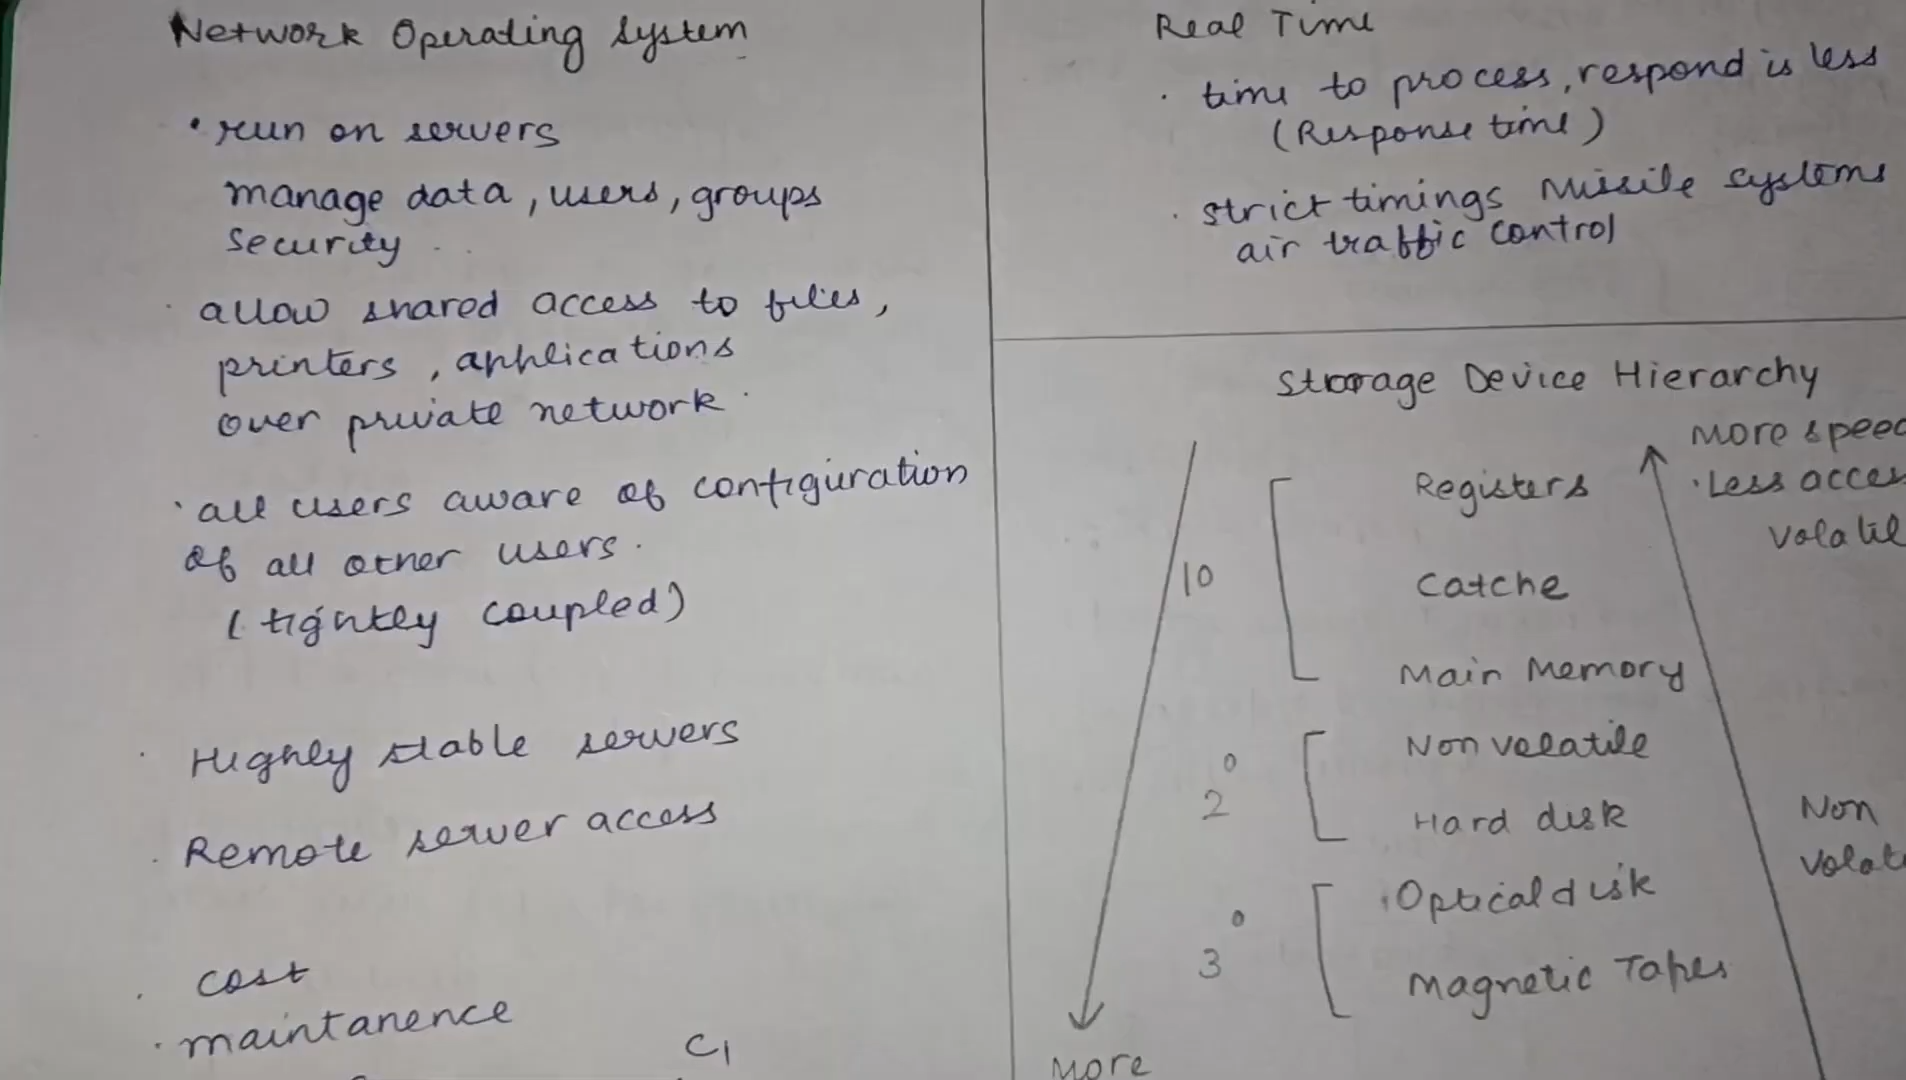 Network Operating System
• run on servers
manage data, users, groups
security
· allow shared access to files,
printers, applications
over private network.
· all users aware of configuration
of all other users.
(tightly coupled)
· Highly stable servers
· Remote server access
· cost
· maintanence
C1
Real Time
· time to process, respond is less
(Response time)
· strict timings Missile systems
air traffic control
Storage Device Hierarchy
More speed
Registers
·Less acces
volatil
10
Catche
Main Memory
Non volatile
2°
Hard disk
Non
volat
Optical disk
3°
Magnetic Tapes
More